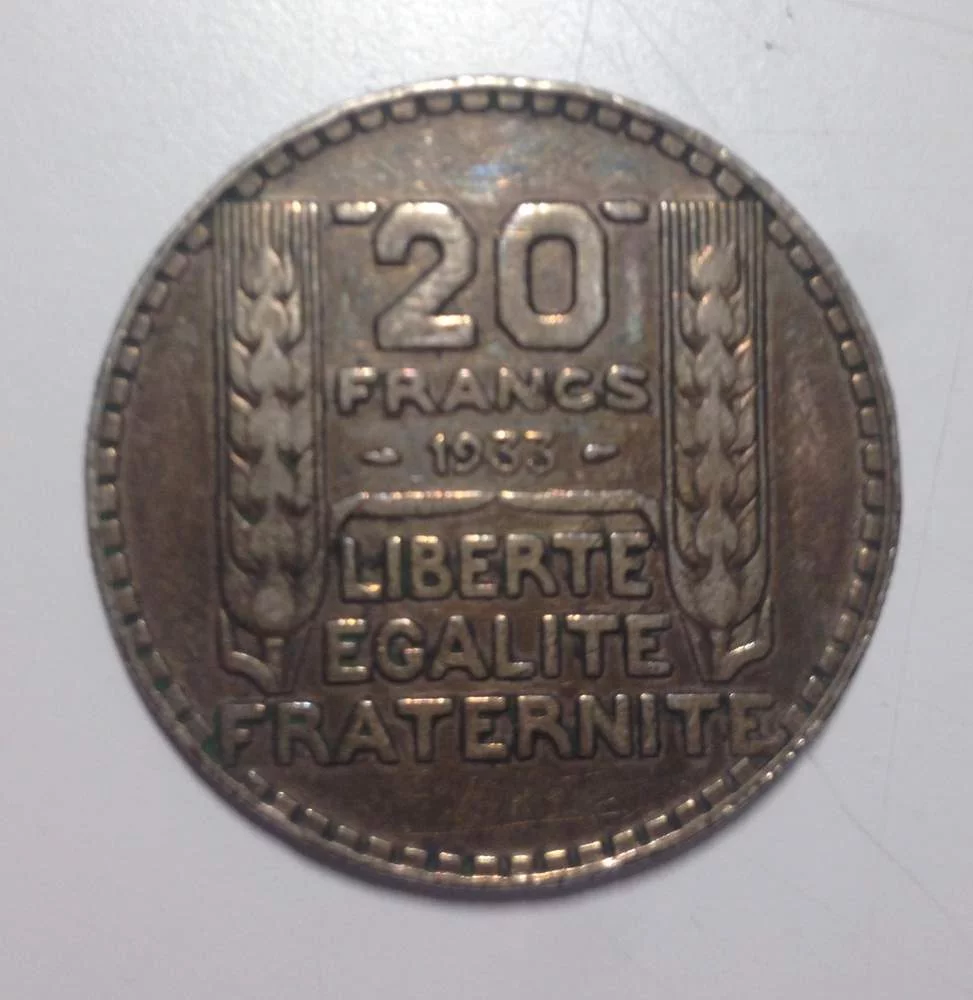 20
FRANCS
- 1933 -
LIBERTE
EGALITE
FRATERNITE